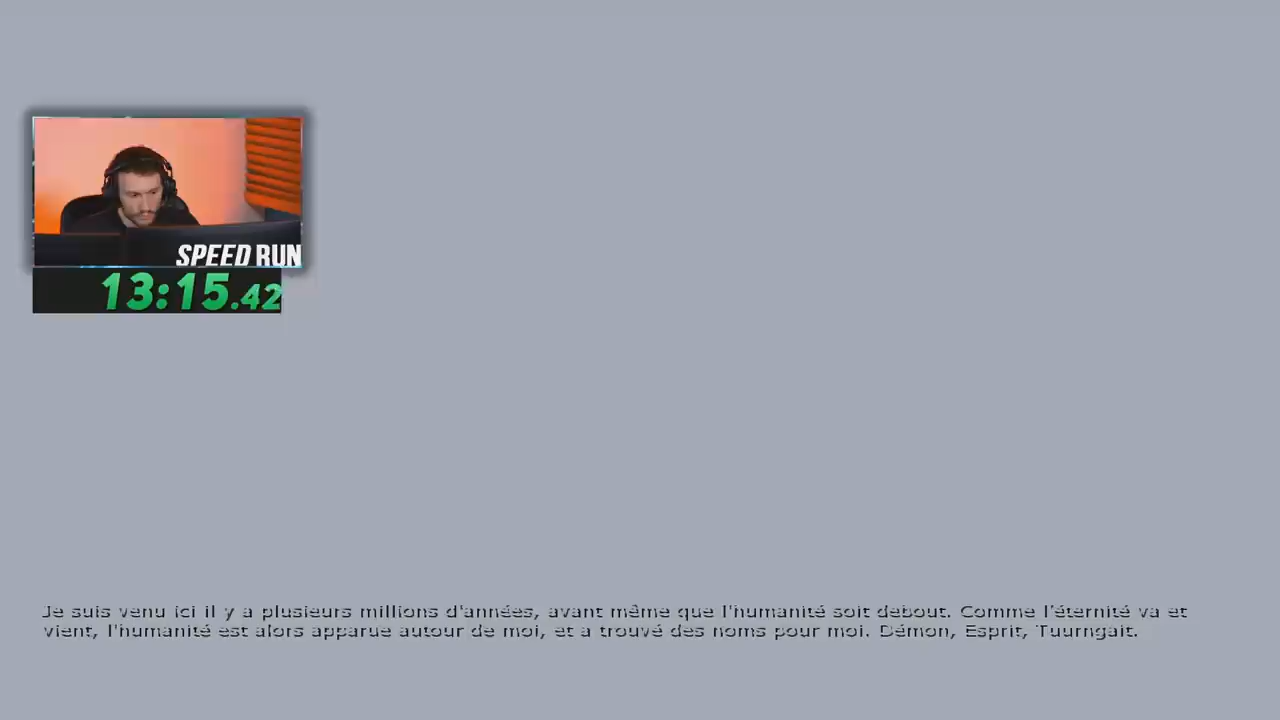 SPEED RUN
13:15.42
Je suis venu ici il y a plusieurs millions d'années, avant même que l'humanité soit debout. Comme l'éternité va et
vient, l'humanité est alors apparue autour de moi, et a trouvé des noms pour moi. Démon, Esprit, Tuurngait.